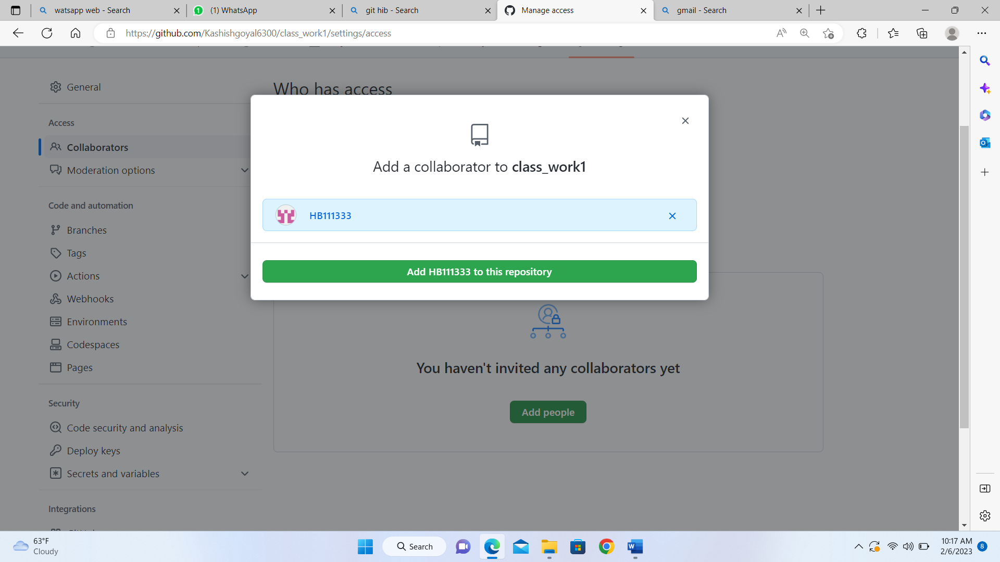 watsapp web - Search
(1) WhatsApp
git hib - Search
Manage access
gmail - Search
https://github.com/Kashishgoyal6300/class_work1/settings/access
General
Access
Collaborators
Moderation options
Code and automation
Branches
Tags
Actions
Webhooks
Environments
Codespaces
Pages
Security
Code security and analysis
Deploy keys
Secrets and variables
Integrations
Who has access
Add a collaborator to class_work1
HB111333
Add HB111333 to this repository
You haven't invited any collaborators yet
Add people
63°F
Cloudy
Search
10:17 AM
2/6/2023
8